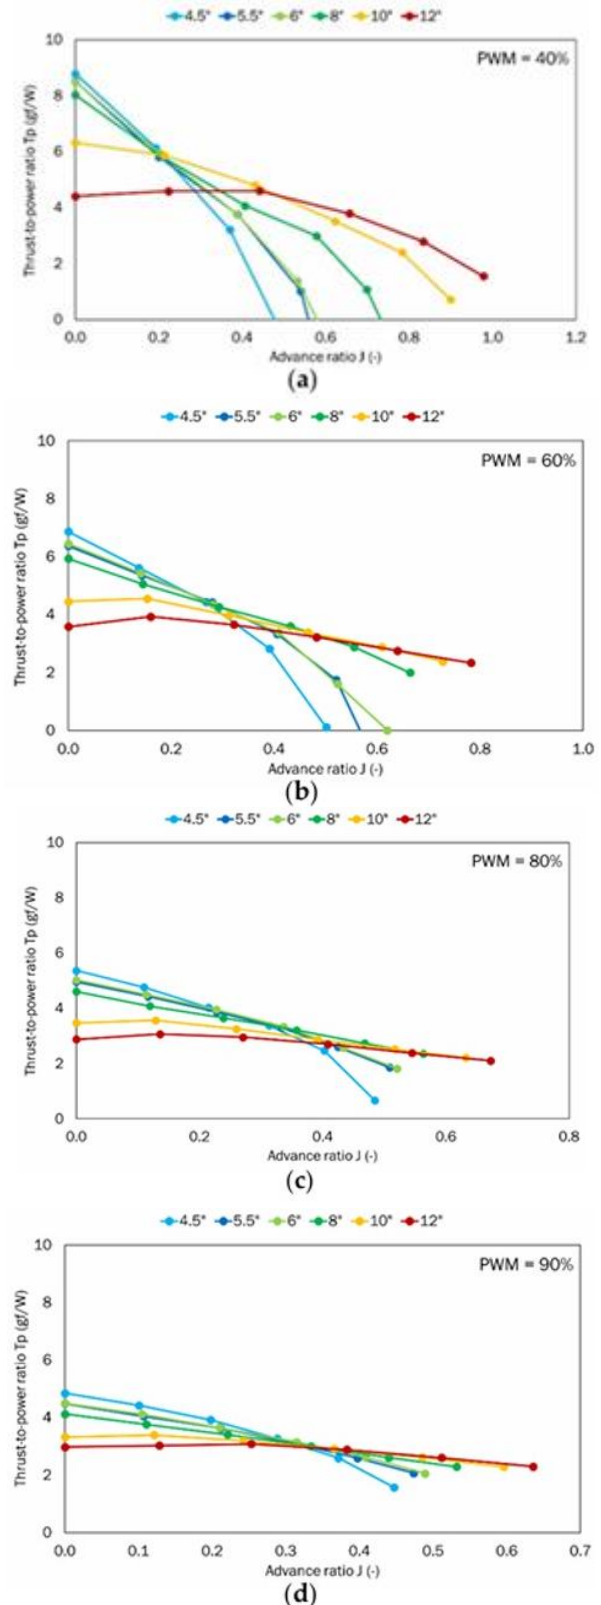 4.5" 5.5" 6" 8" 10" 12"
PWM = 40%
Thrust-to-power ratio Tp (gf/W)
10
8
6
4
2
0
0.0 0.2 0.4 0.6 0.8 1.0 1.2
Advance ratio J (-)
(a)
4.5" 5.5" 6" 8" 10" 12"
PWM = 60%
Thrust-to-power ratio Tp (gf/W)
10
8
6
4
2
0
0.0 0.2 0.4 0.6 0.8 1.0
Advance ratio J (-)
(b)
4.5" 5.5" 6" 8" 10" 12"
PWM = 80%
Thrust-to-power ratio Tp (gf/W)
10
8
6
4
2
0
0.0 0.2 0.4 0.6 0.8
Advance ratio J (-)
(c)
4.5" 5.5" 6" 8" 10" 12"
PWM = 90%
Thrust-to-power ratio Tp (gf/W)
10
8
6
4
2
0
0.0 0.1 0.2 0.3 0.4 0.5 0.6 0.7
Advance ratio J (-)
(d)